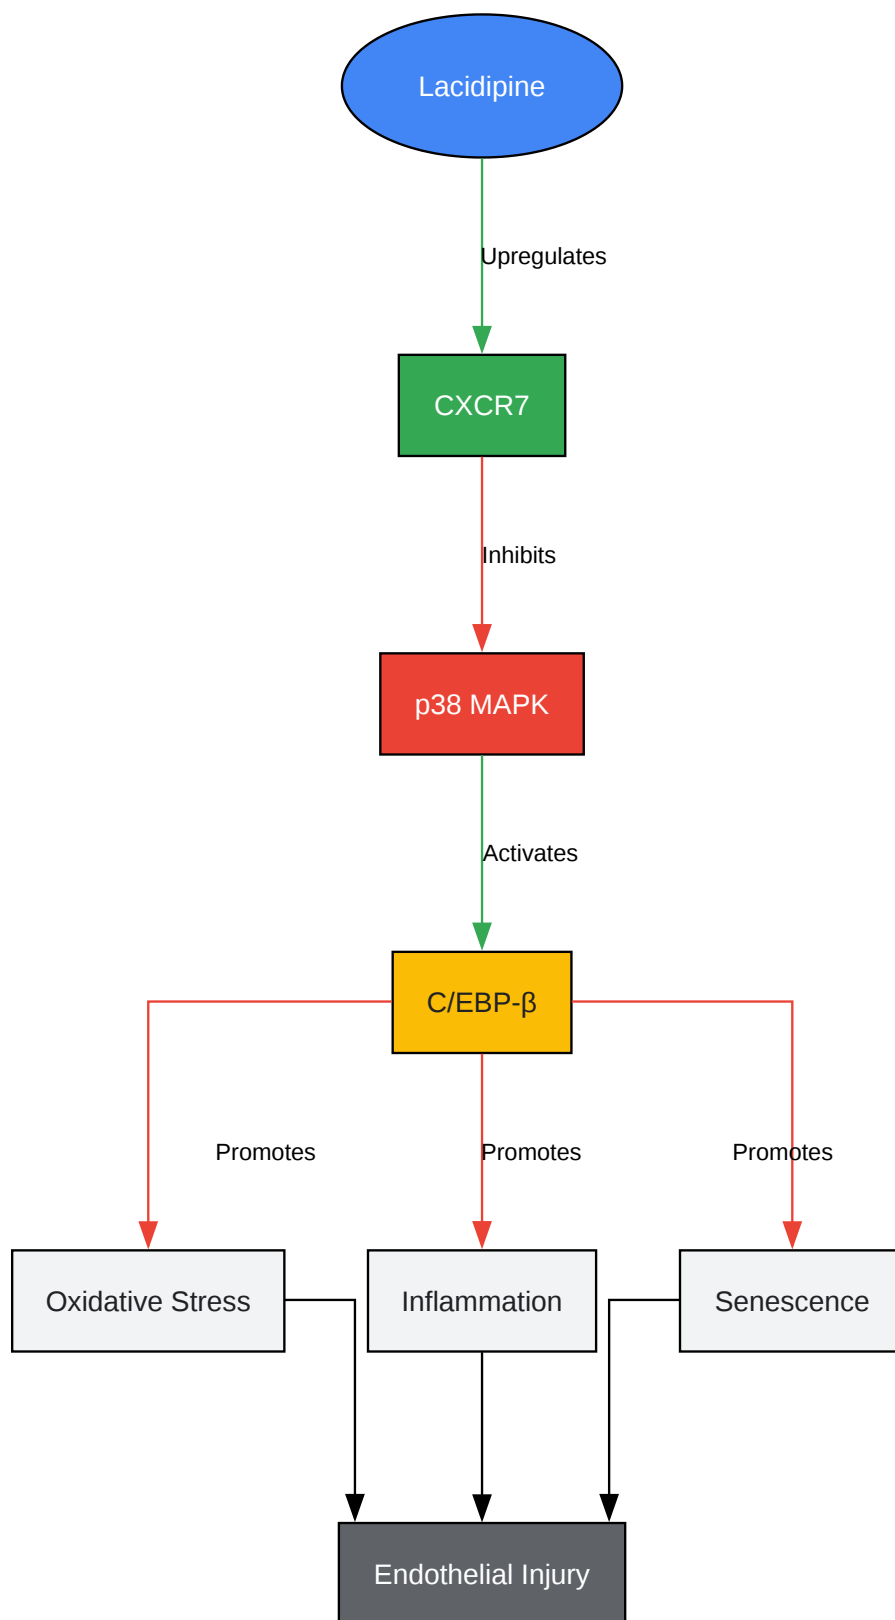 Lacidipine
Upregulates
CXCR7
Inhibits
p38 MAPK
Activates
C/EBP-β
Promotes
Promotes
Promotes
Oxidative Stress
Inflammation
Senescence
Endothelial Injury